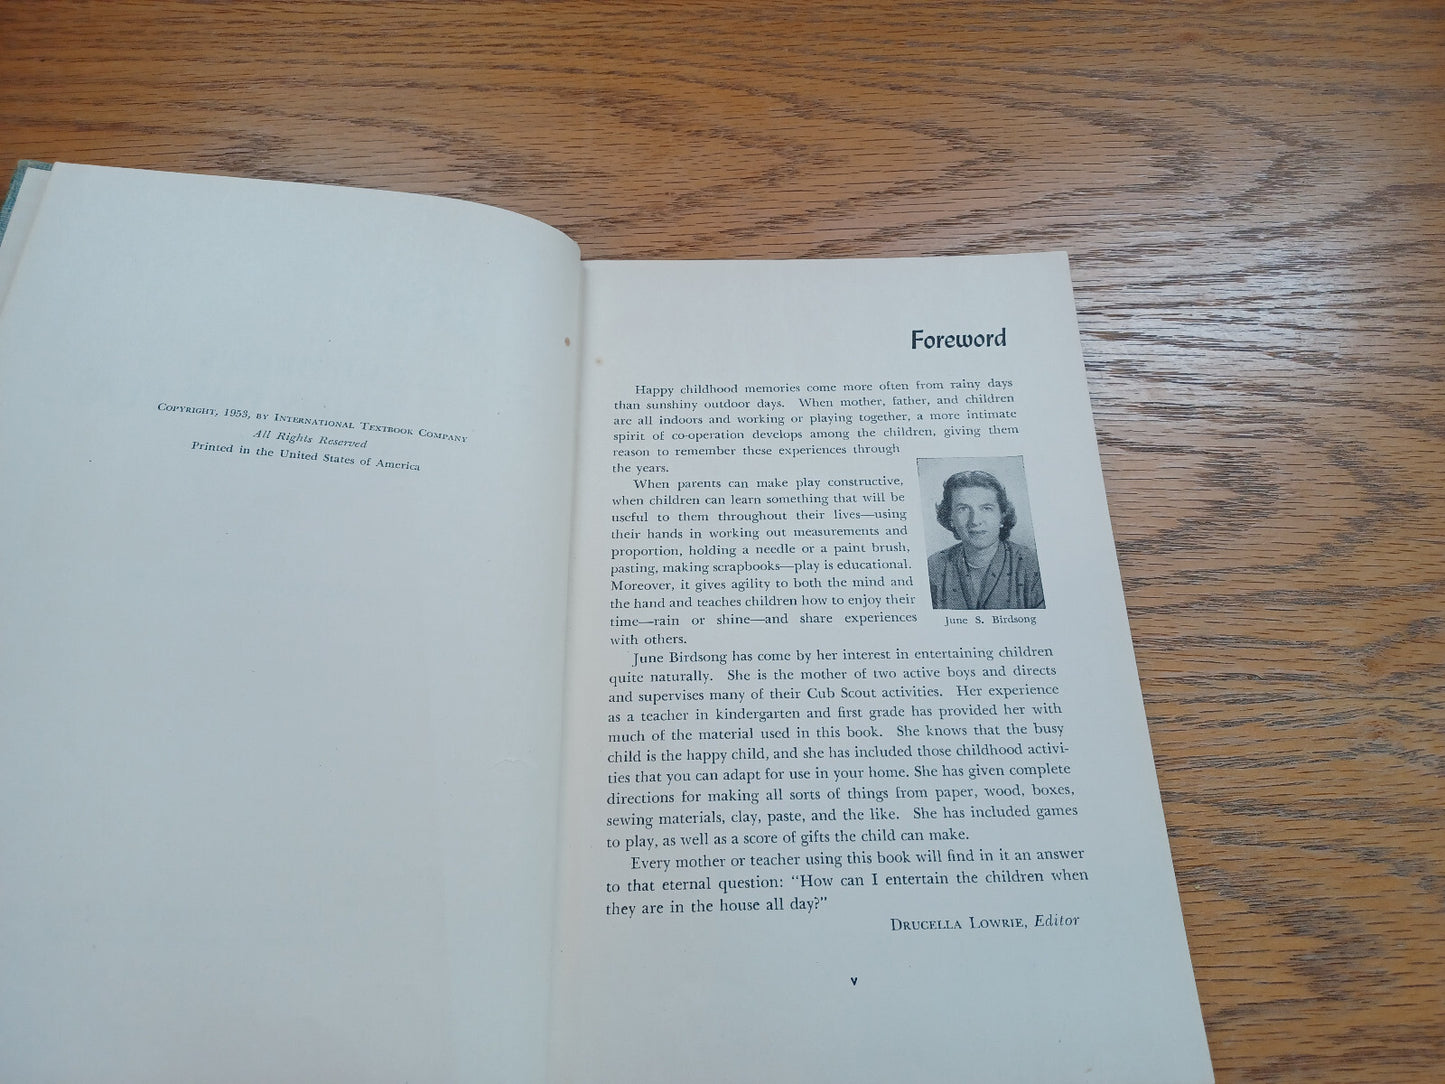 Copyright, 1953, by International Textbook Company
All Rights Reserved
Printed in the United States of America
Foreword
Happy childhood memories come more often from rainy days
than sunshiny outdoor days. When mother, father, and children
are all indoors and working or playing together, a more intimate
spirit of co-operation develops among the children, giving them
reason to remember these experiences through
the years.
When parents can make play constructive,
when children can learn something that will be
useful to them throughout their lives—using
their hands in working out measurements and
proportion, holding a needle or a paint brush,
pasting, making scrapbooks—play is educational.
Moreover, it gives agility to both the mind and
the hand and teaches children how to enjoy their
time—rain or shine—and share experiences
with others.
June S. Birdsong
June Birdsong has come by her interest in entertaining children
quite naturally. She is the mother of two active boys and directs
and supervises many of their Cub Scout activities. Her experience
as a teacher in kindergarten and first grade has provided her with
much of the material used in this book. She knows that the busy
child is the happy child, and she has included those childhood activi-
ties that you can adapt for use in your home. She has given complete
directions for making all sorts of things from paper, wood, boxes,
sewing materials, clay, paste, and the like. She has included games
to play, as well as a score of gifts the child can make.
Every mother or teacher using this book will find in it an answer
to that eternal question: "How can I entertain the children when
they are in the house all day?"
Drucella Lowrie, Editor
v